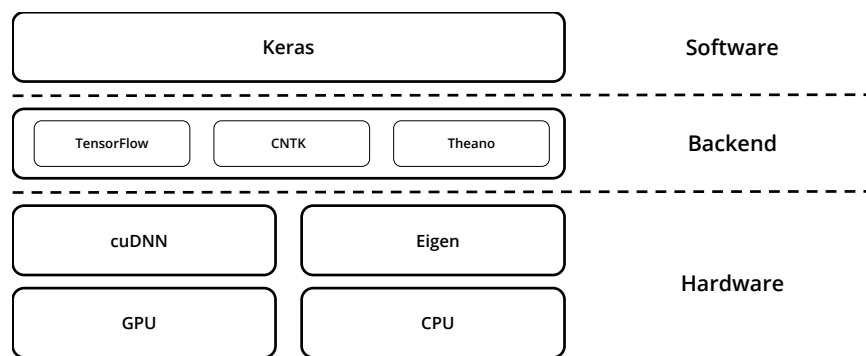 Keras
Software
TensorFlow
CNTK
Theano
Backend
cuDNN
Eigen
Hardware
GPU
CPU